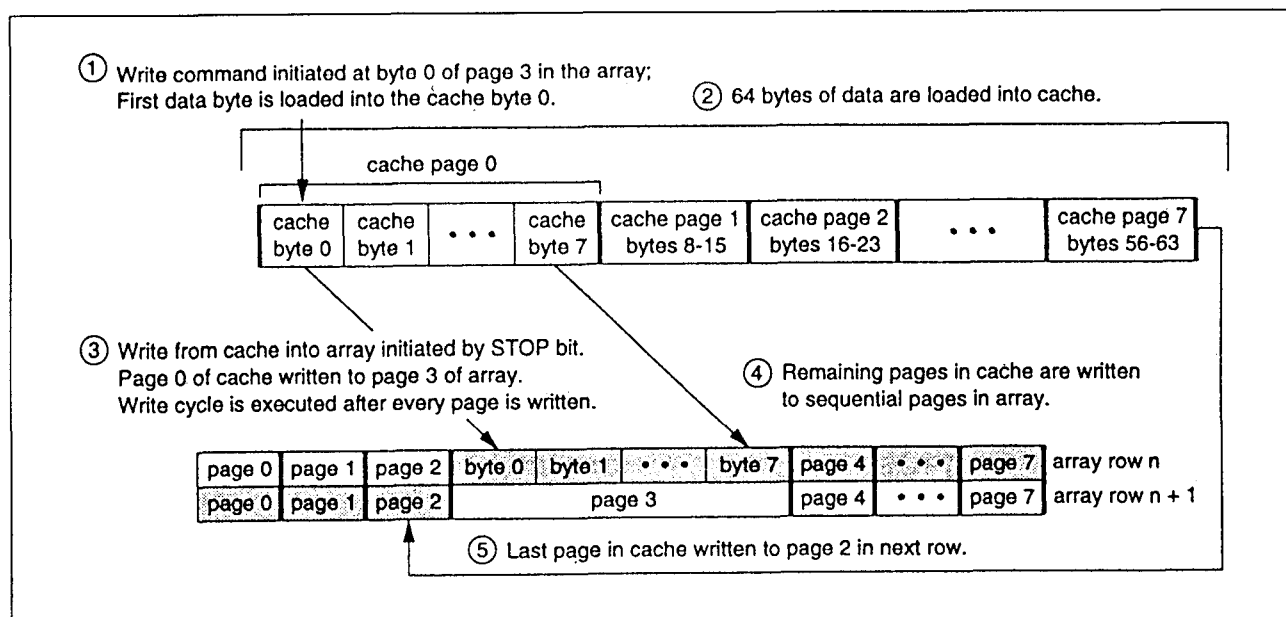 ① Write command initiated at byte 0 of page 3 in the array;
First data byte is loaded into the cache byte 0.
② 64 bytes of data are loaded into cache.
cache page 0
cache byte 0
cache byte 1
• • •
cache byte 7
cache page 1 bytes 8-15
cache page 2 bytes 16-23
• • •
cache page 7 bytes 56-63
③ Write from cache into array initiated by STOP bit.
Page 0 of cache written to page 3 of array.
Write cycle is executed after every page is written.
④ Remaining pages in cache are written
to sequential pages in array.
page 0 page 1 page 2 byte 0 byte 1 • • • byte 7 page 4 • • • page 7 array row n
page 0 page 1 page 2 page 3 page 4 • • • page 7 array row n + 1
⑤ Last page in cache written to page 2 in next row.